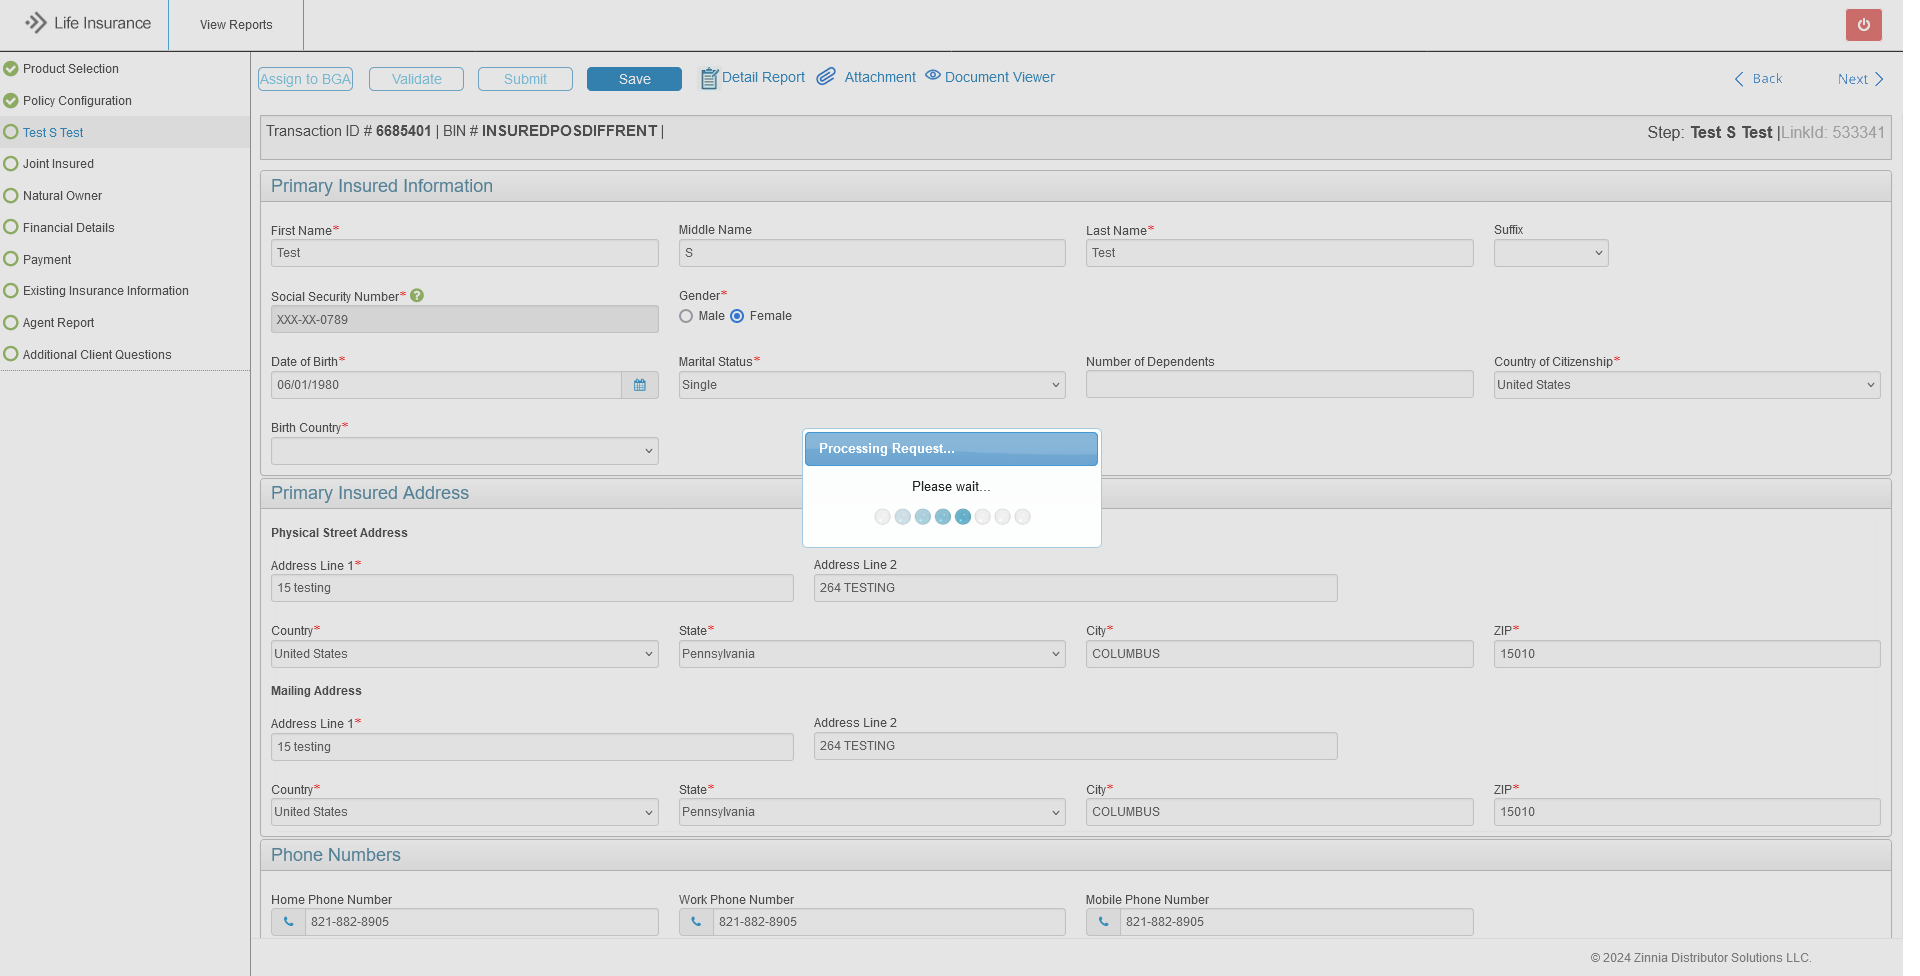 Life Insurance
View Reports
Product Selection
Policy Configuration
Test S Test
Joint Insured
Natural Owner
Financial Details
Payment
Existing Insurance Information
Agent Report
Additional Client Questions
Assign to BGA
Validate
Submit
Save
Detail Report
Attachment
Document Viewer
Back
Next
Transaction ID # 6685401 | BIN # INSUREDPOSDIFFRENT |
Step: Test S Test |LinkId: 533341
Primary Insured Information
First Name*
Middle Name
Last Name*
Suffix
Test
S
Test
Social Security Number* ?
Gender*
XXX-XX-0789
Male
Female
Date of Birth*
Marital Status*
Number of Dependents
Country of Citizenship*
06/01/1980
Single
United States
Birth Country*
Processing Request...
Please wait...
Primary Insured Address
Physical Street Address
Address Line 1*
Address Line 2
15 testing
264 TESTING
Country*
State*
City*
ZIP*
United States
Pennsylvania
COLUMBUS
15010
Mailing Address
Address Line 1*
Address Line 2
15 testing
264 TESTING
Country*
State*
City*
ZIP*
United States
Pennsylvania
COLUMBUS
15010
Phone Numbers
Home Phone Number
Work Phone Number
Mobile Phone Number
821-882-8905
821-882-8905
821-882-8905
© 2024 Zinnia Distributor Solutions LLC.